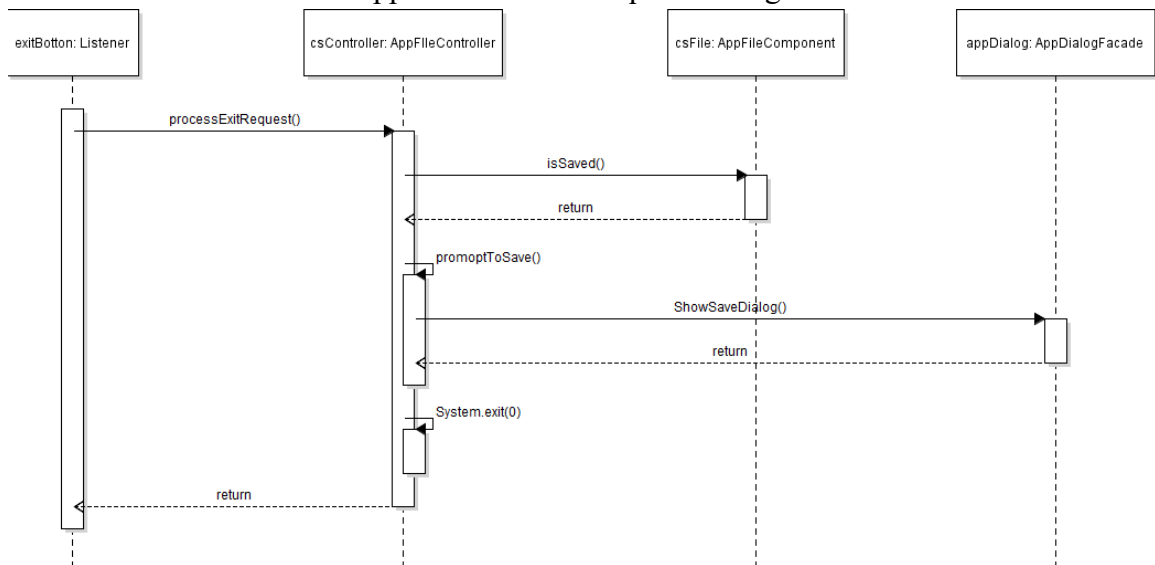 exitBotton: Listener
csController: AppFIleController
csFile: AppFileComponent
appDialog: AppDialogFacade
processExitRequest()
isSaved()
return
promoptToSave()
ShowSaveDialog()
return
System.exit(0)
return